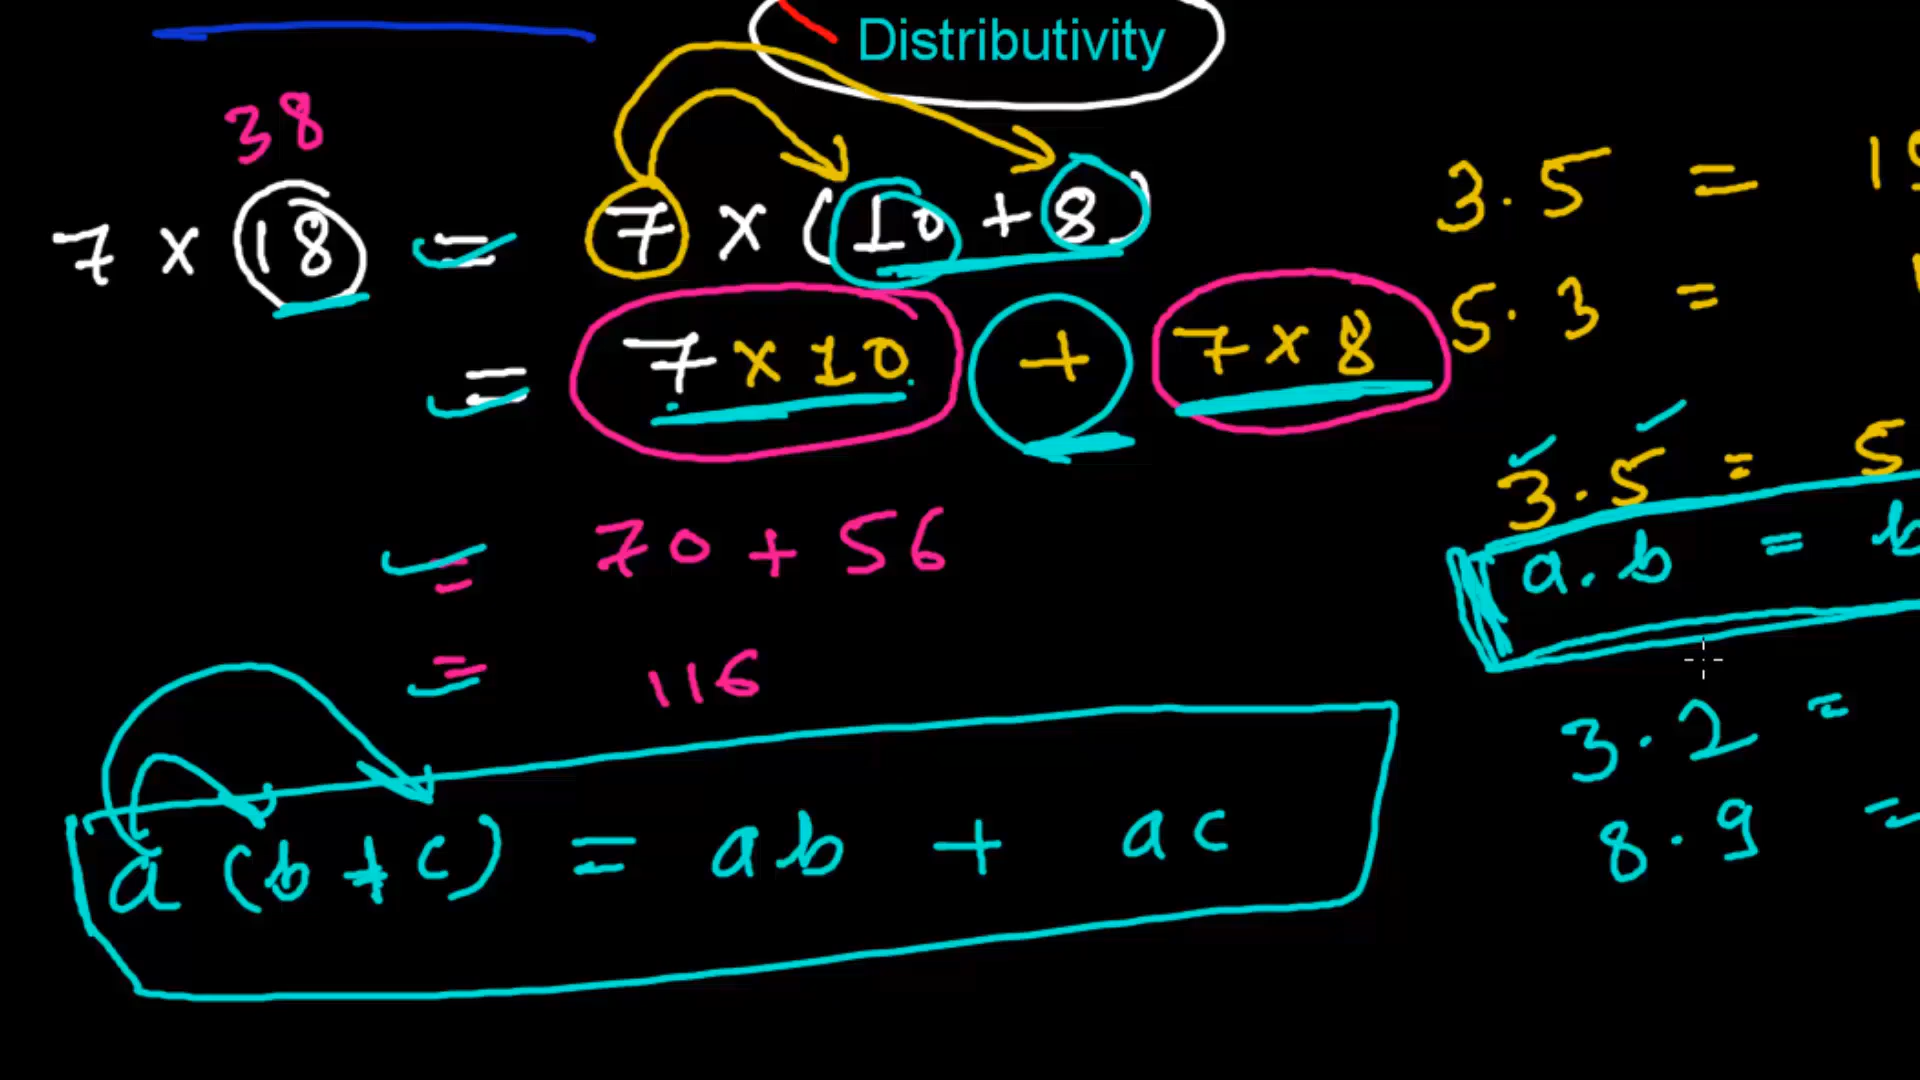 Distributivity
38
7 × 18 = 7 × (10 + 8)
= 7 × 10 + 7 × 8
= 70 + 56
= 116
a (b + c) = ab + ac
3.5 =
5.3 =
3.5 = 5
a.b = b
3.2 =
8.9 =